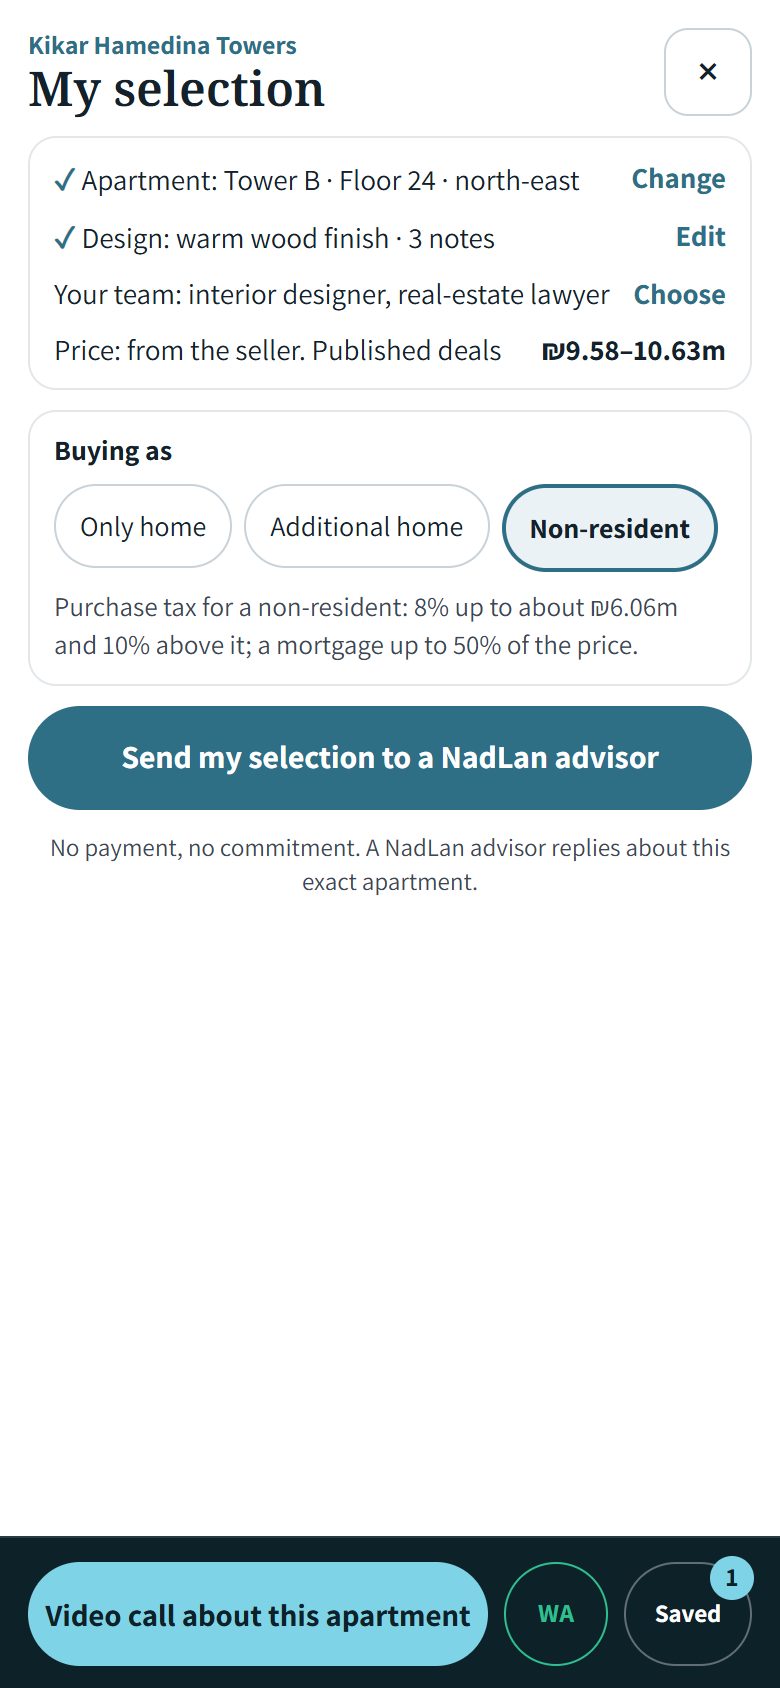 Kikar Hamedina Towers
My selection
×
✓ Apartment: Tower B · Floor 24 · north-east Change
✓ Design: warm wood finish · 3 notes Edit
Your team: interior designer, real-estate lawyer Choose
Price: from the seller. Published deals ₪9.58–10.63m
Buying as
Only home Additional home Non-resident
Purchase tax for a non-resident: 8% up to about ₪6.06m
and 10% above it; a mortgage up to 50% of the price.
Send my selection to a NadLan advisor
No payment, no commitment. A NadLan advisor replies about this
exact apartment.
Video call about this apartment WA Saved 1